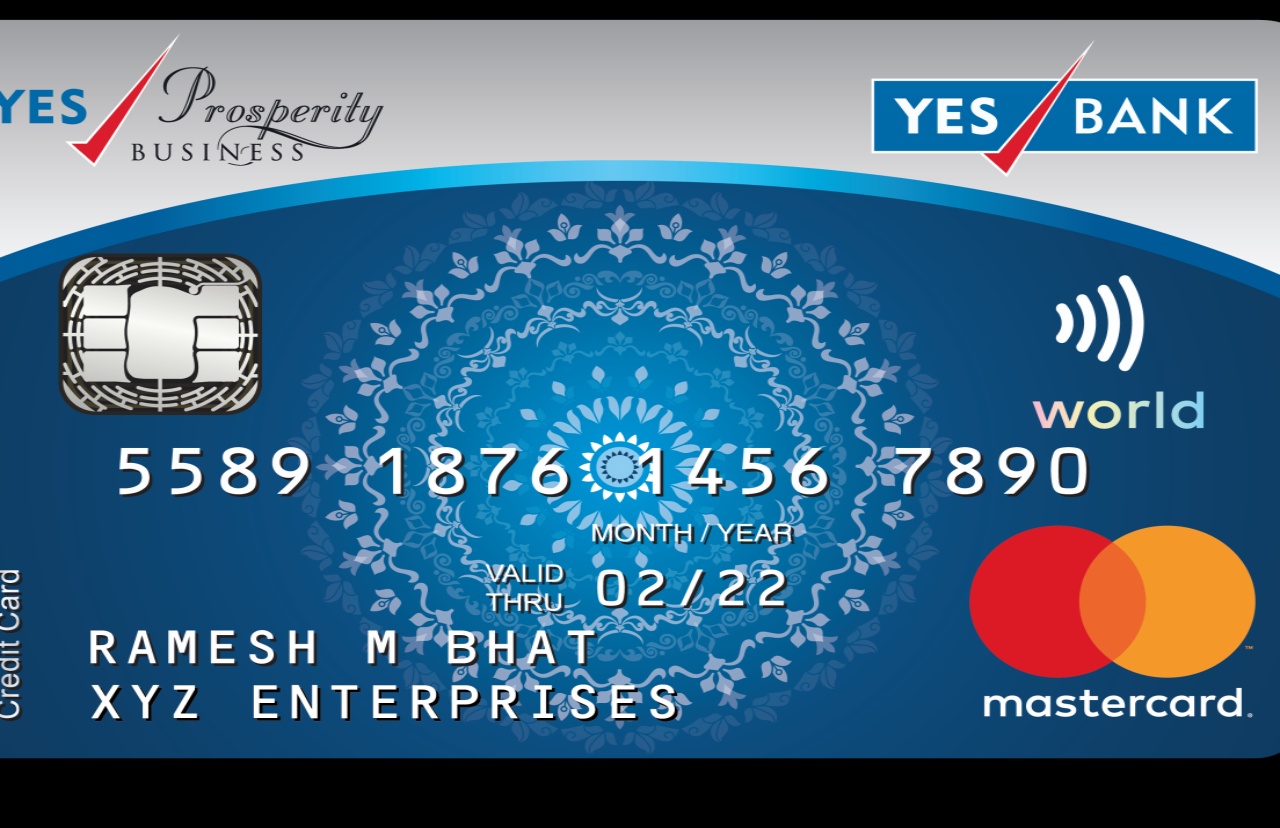 YES Prosperity
BUSINESS
YES BANK
world
5589 1876 1456 7890
MONTH / YEAR
VALID
THRU
02/22
RAMESH M BHAT
XYZ ENTERPRISES
Credit Card
mastercard.